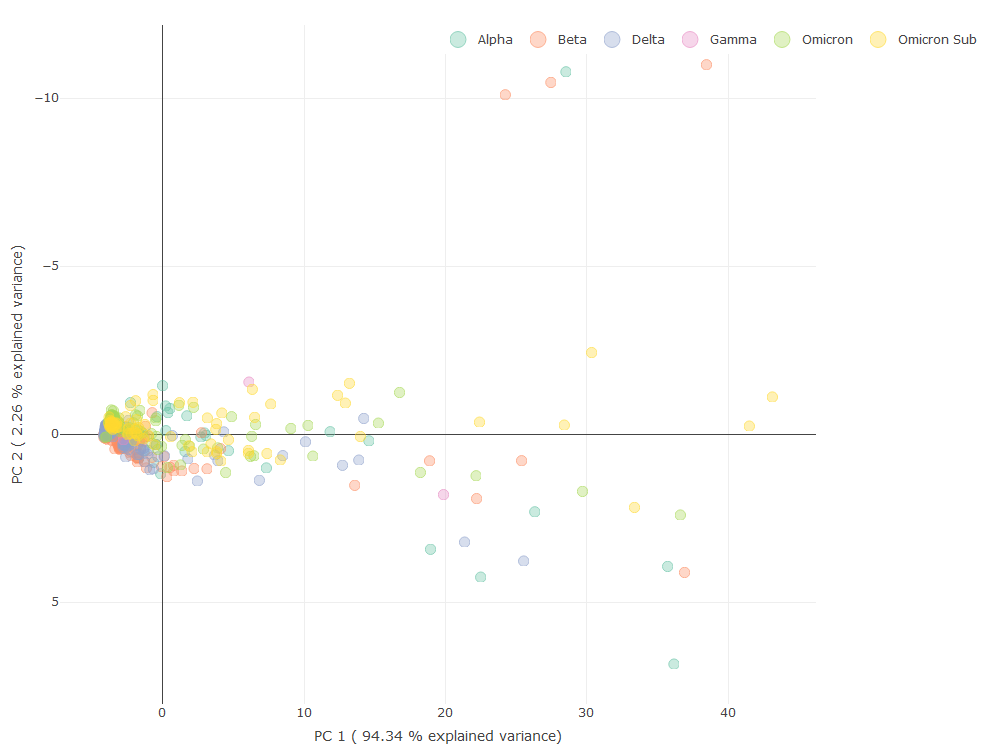 Alpha Beta Delta Gamma Omicron Omicron Sub
−10
−5
0
5
PC 2 ( 2.26 % explained variance)
0 10 20 30 40
PC 1 ( 94.34 % explained variance)